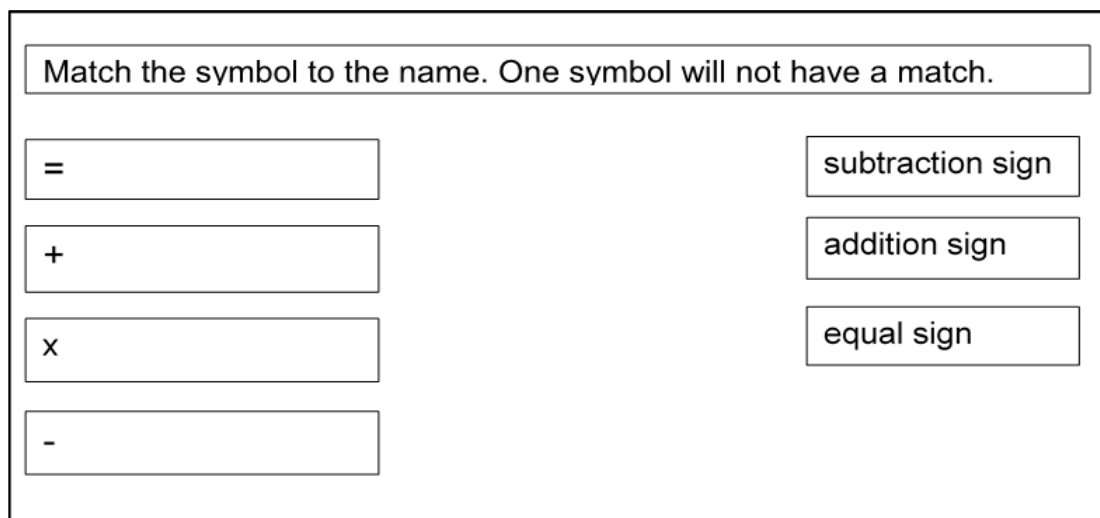 Match the symbol to the name. One symbol will not have a match.
=
+
x
-
subtraction sign
addition sign
equal sign